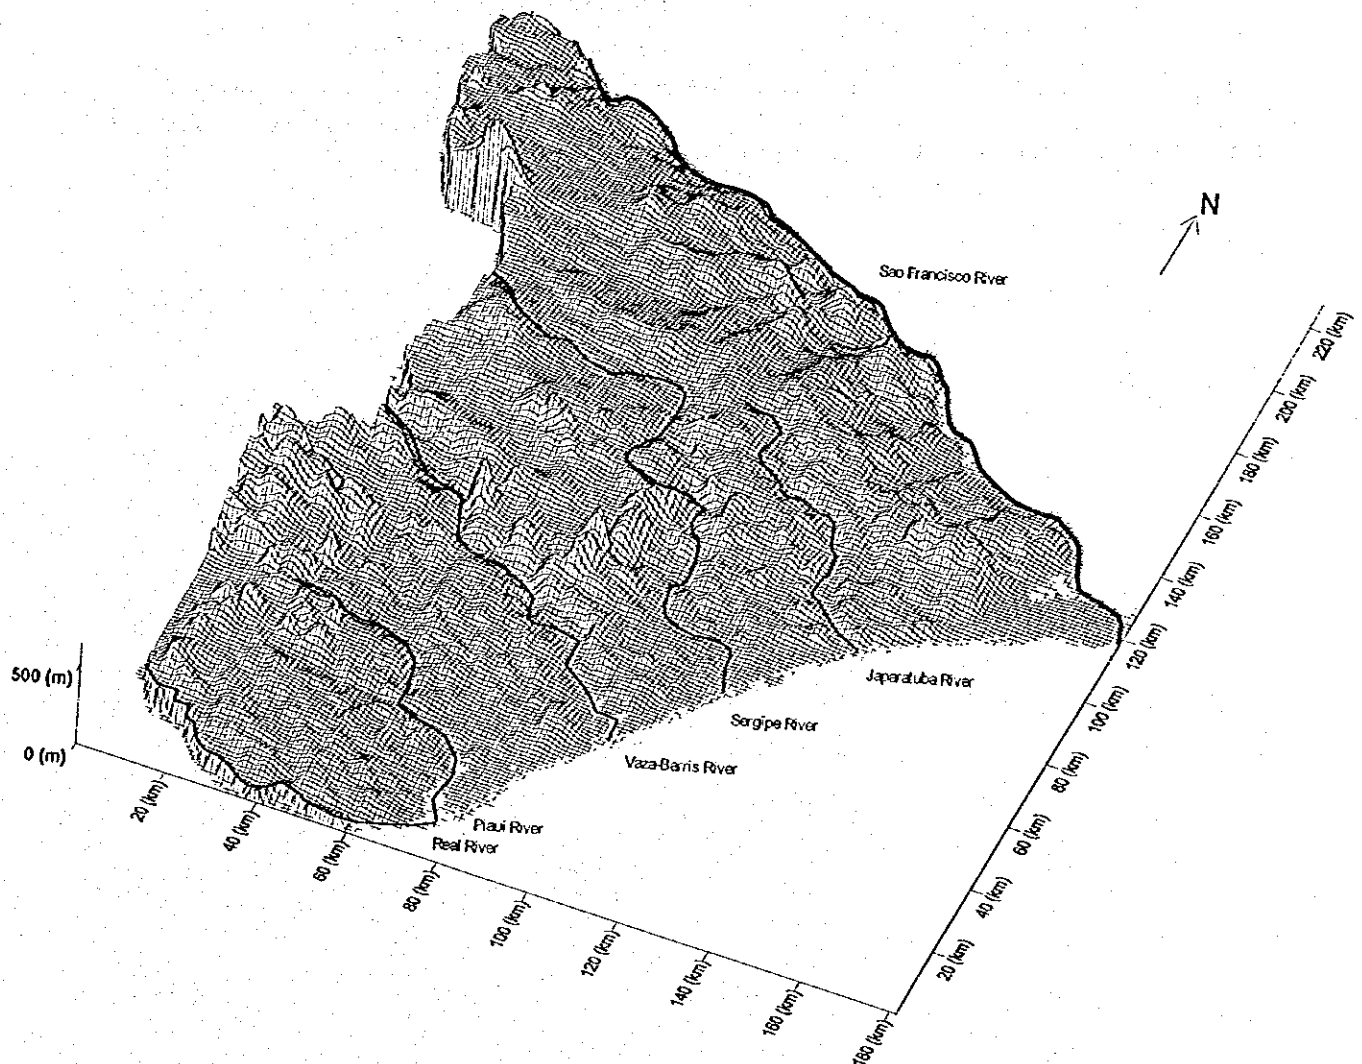 N
Sao Francisco River
220 (km)
200 (km)
180 (km)
160 (km)
140 (km)
120 (km)
100 (km)
80 (km)
60 (km)
40 (km)
20 (km)
Japaratuba River
Sergipe River
Vaza-Barris River
Piaui River
Real River
500 (m)
0 (m)
20 (km)
40 (km)
60 (km)
80 (km)
100 (km)
120 (km)
140 (km)
160 (km)
180 (km)